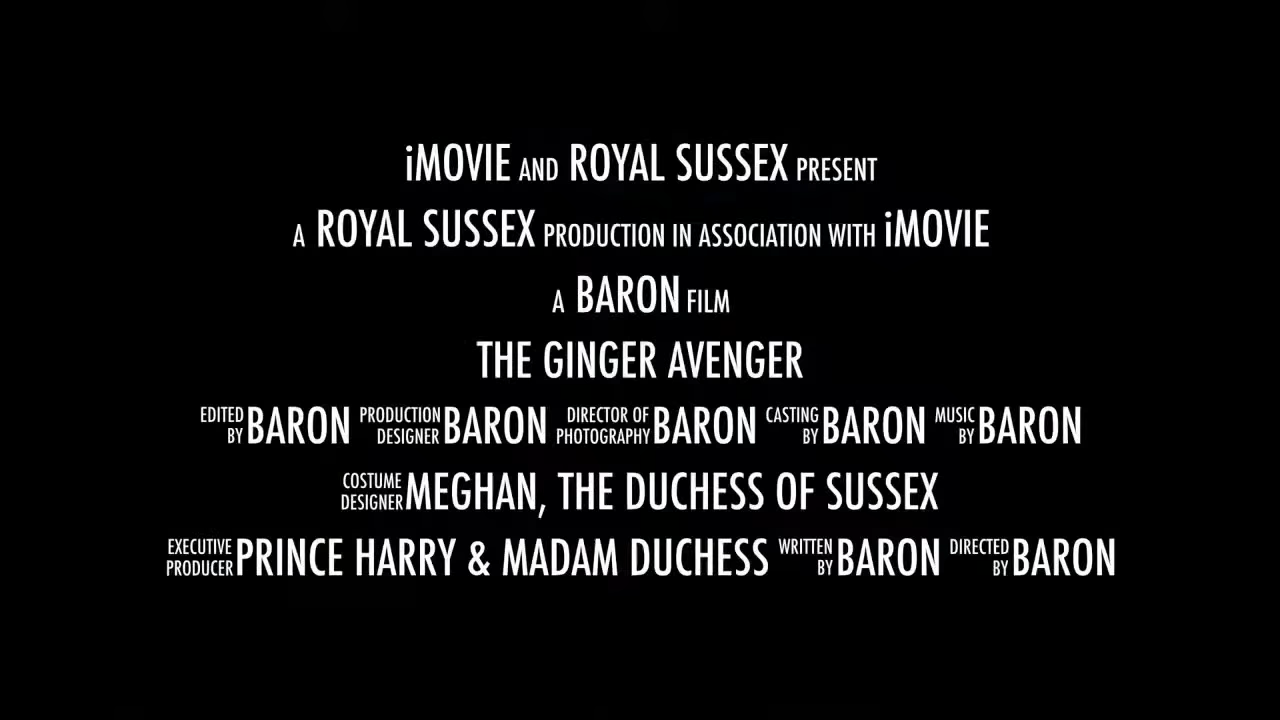 iMOVIE AND ROYAL SUSSEX PRESENT
A ROYAL SUSSEX PRODUCTION IN ASSOCIATION WITH iMOVIE
A BARON FILM
THE GINGER AVENGER
EDITED BY BARON PRODUCTION DESIGNER BARON DIRECTOR OF PHOTOGRAPHY BARON CASTING BY BARON MUSIC BY BARON
COSTUME DESIGNER MEGHAN, THE DUCHESS OF SUSSEX
EXECUTIVE PRODUCER PRINCE HARRY & MADAM DUCHESS WRITTEN BY BARON DIRECTED BY BARON